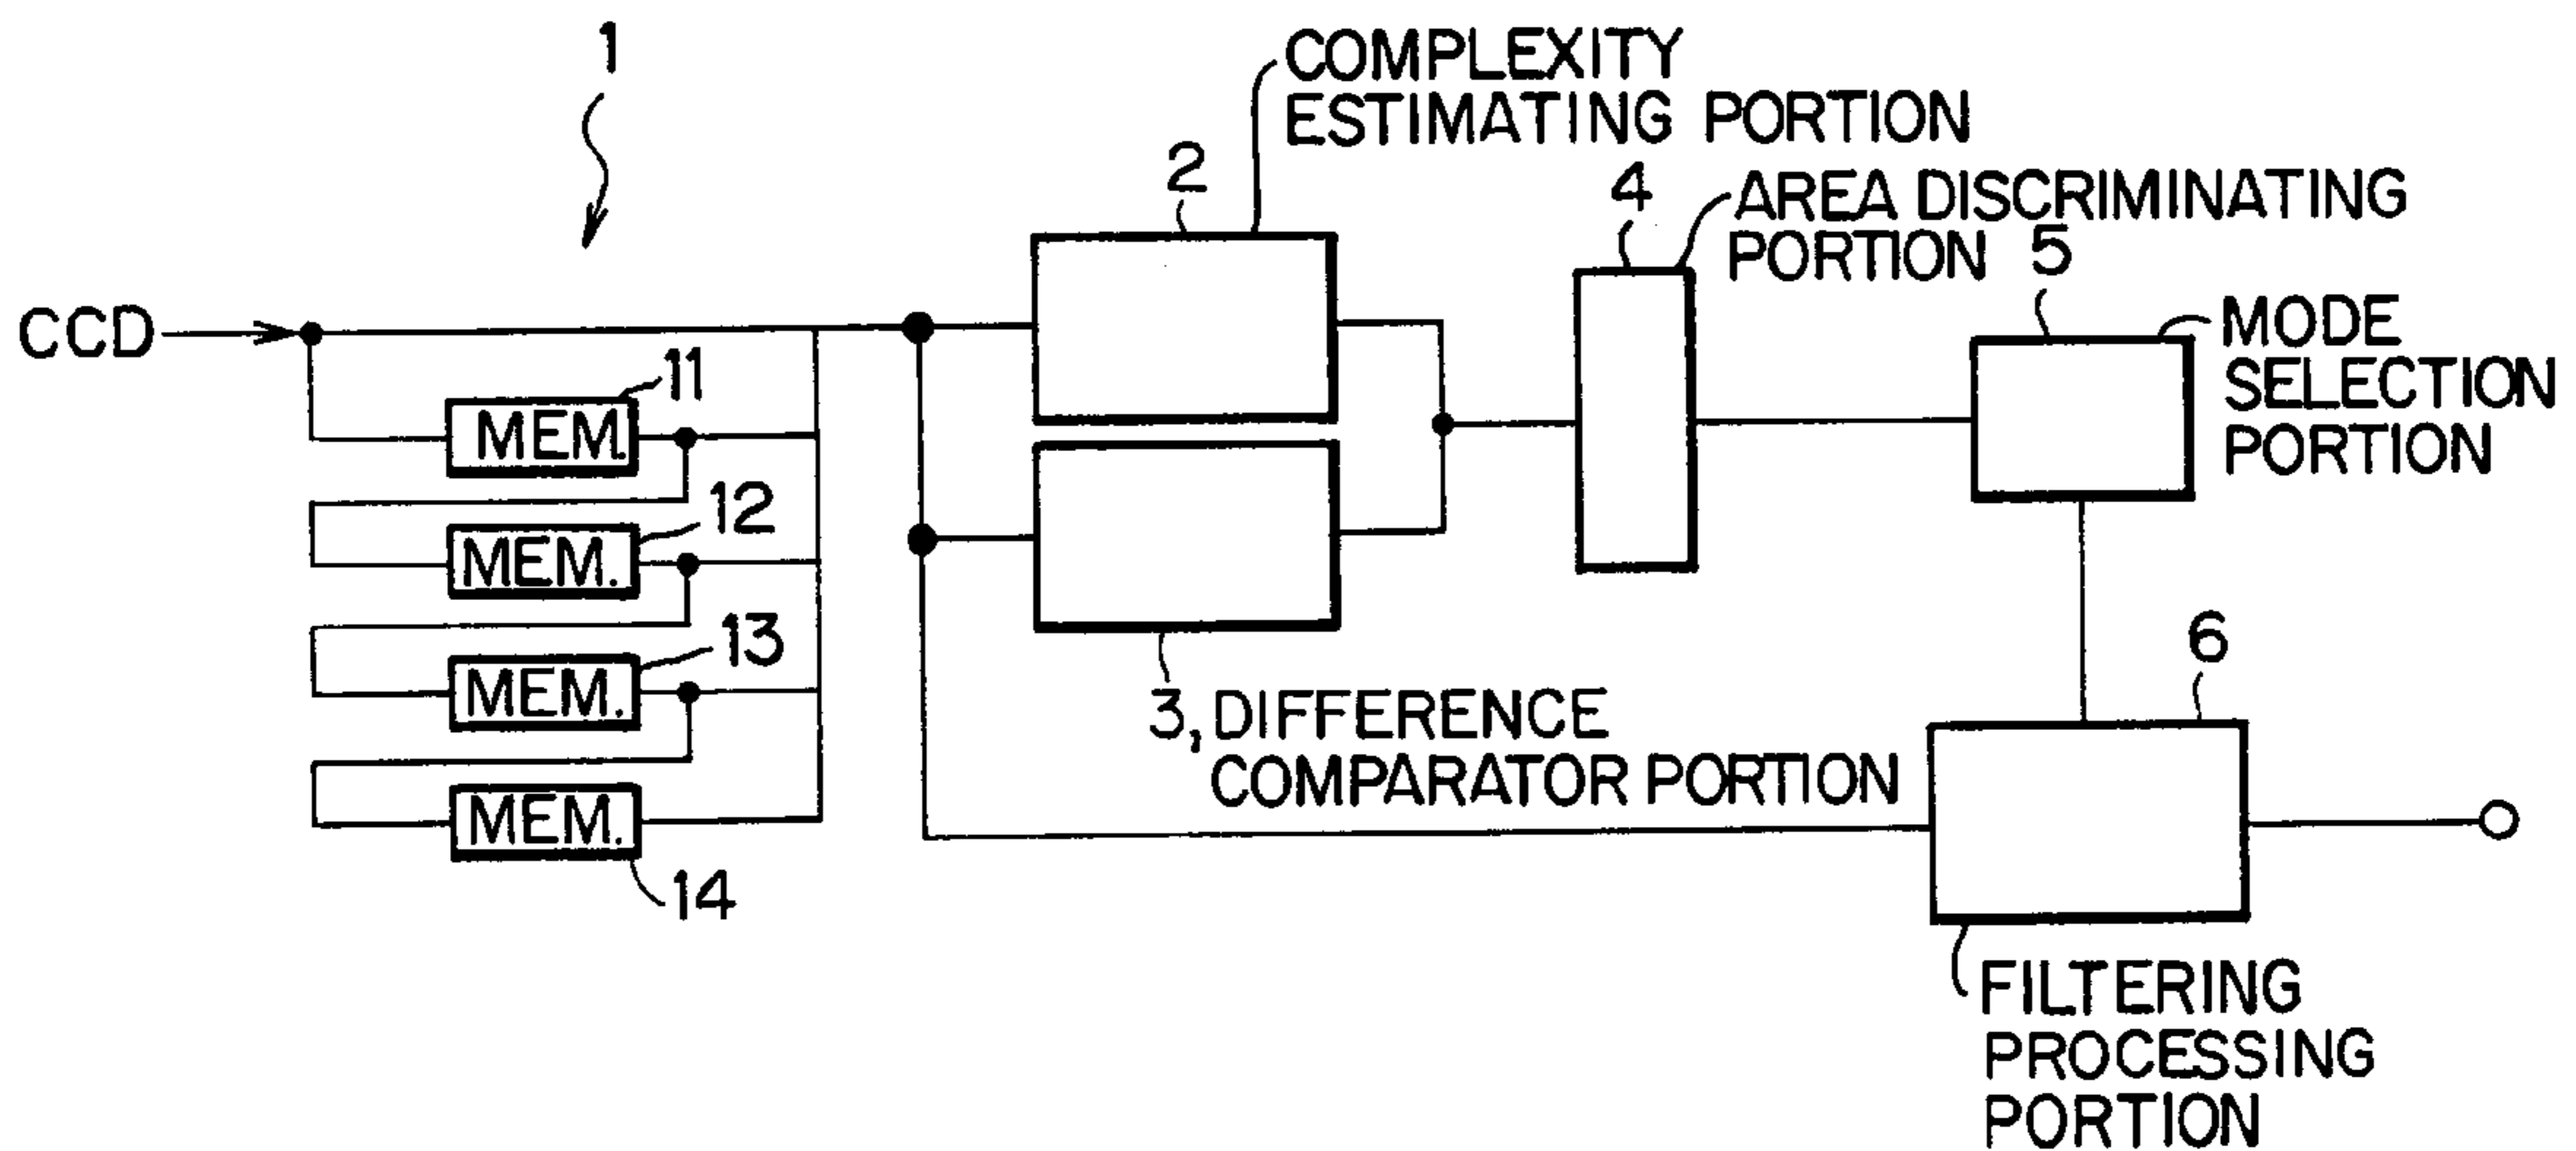 1
COMPLEXITY
ESTIMATING PORTION
2
4
AREA DISCRIMINATING
PORTION
5
MODE
SELECTION
PORTION
CCD
MEM.
11
MEM.
12
MEM.
13
MEM.
14
3, DIFFERENCE
COMPARATOR PORTION
6
FILTERING
PROCESSING
PORTION